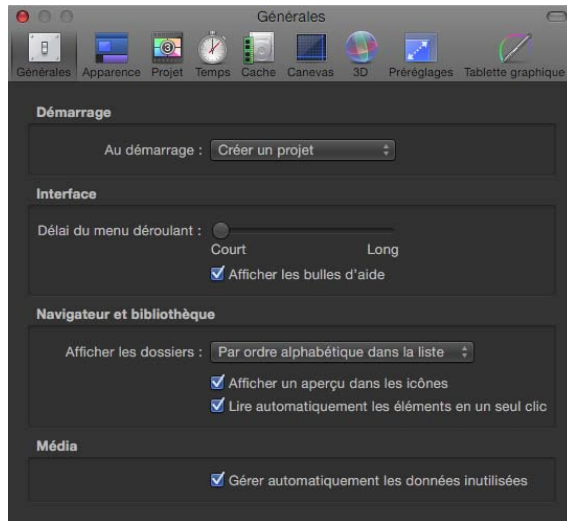 Générales
Générales Apparence Projet Temps Cache Canevas 3D Préréglages Tablette graphique
Démarrage
Au démarrage : Créer un projet
Interface
Délai du menu déroulant :
Court Long
Afficher les bulles d'aide
Navigateur et bibliothèque
Afficher les dossiers : Par ordre alphabétique dans la liste
Afficher un aperçu dans les icônes
Lire automatiquement les éléments en un seul clic
Média
Gérer automatiquement les données inutilisées